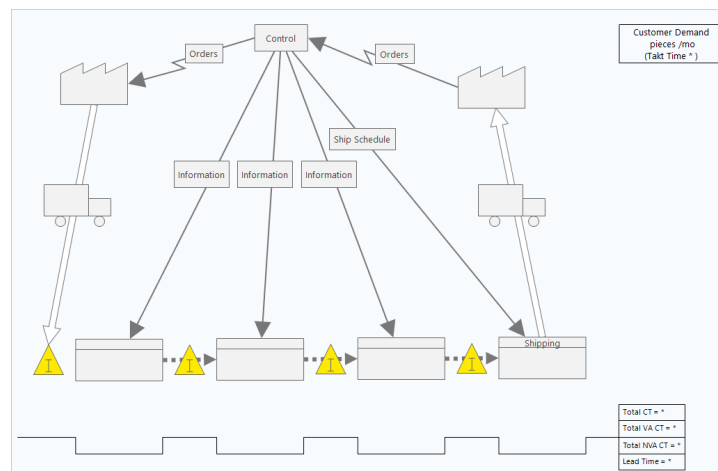 Control
Orders
Orders
Customer Demand
pieces /mo
(Takt Time * )
Ship Schedule
Information
Information
Information
I
I
I
I
Shipping
Total CT = *
Total VA CT = *
Total NVA CT = *
Lead Time = *